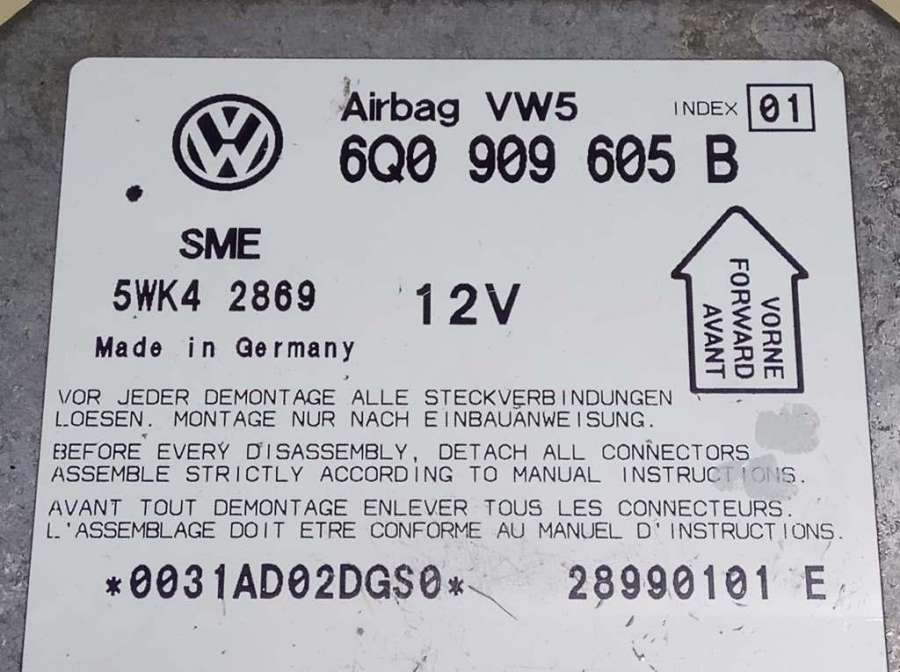 Airbag VW5 INDEX 01
6Q0 909 605 B
SME
5WK4 2869 12V
Made in Germany
VORNE
FORWARD
AVANT
VOR JEDER DEMONTAGE ALLE STECKVERBINDUNGEN
LOESEN. MONTAGE NUR NACH EINBAUANWEISUNG.
BEFORE EVERY DISASSEMBLY, DETACH ALL CONNECTORS
ASSEMBLE STRICTLY ACCORDING TO MANUAL INSTRUCTIONS.
AVANT TOUT DEMONTAGE ENLEVER TOUS LES CONNECTEURS.
L'ASSEMBLAGE DOIT ETRE CONFORME AU MANUEL D'INSTRUCTIONS.
*0031AD02DGS0* 28990101 E